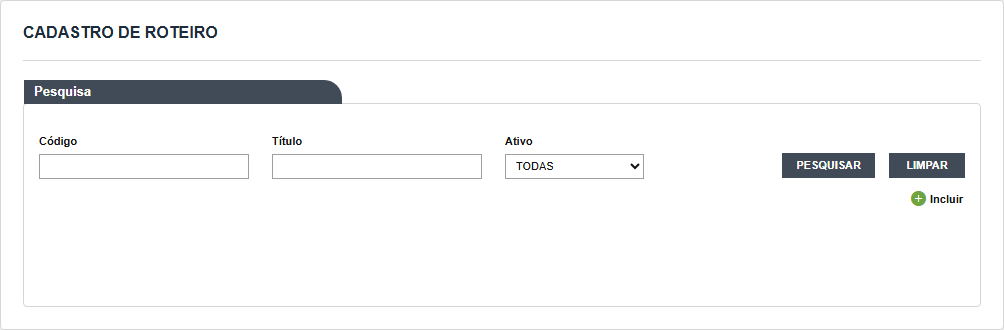 CADASTRO DE ROTEIRO
Pesquisa
Código Título Ativo
TODAS PESQUISAR LIMPAR
Incluir